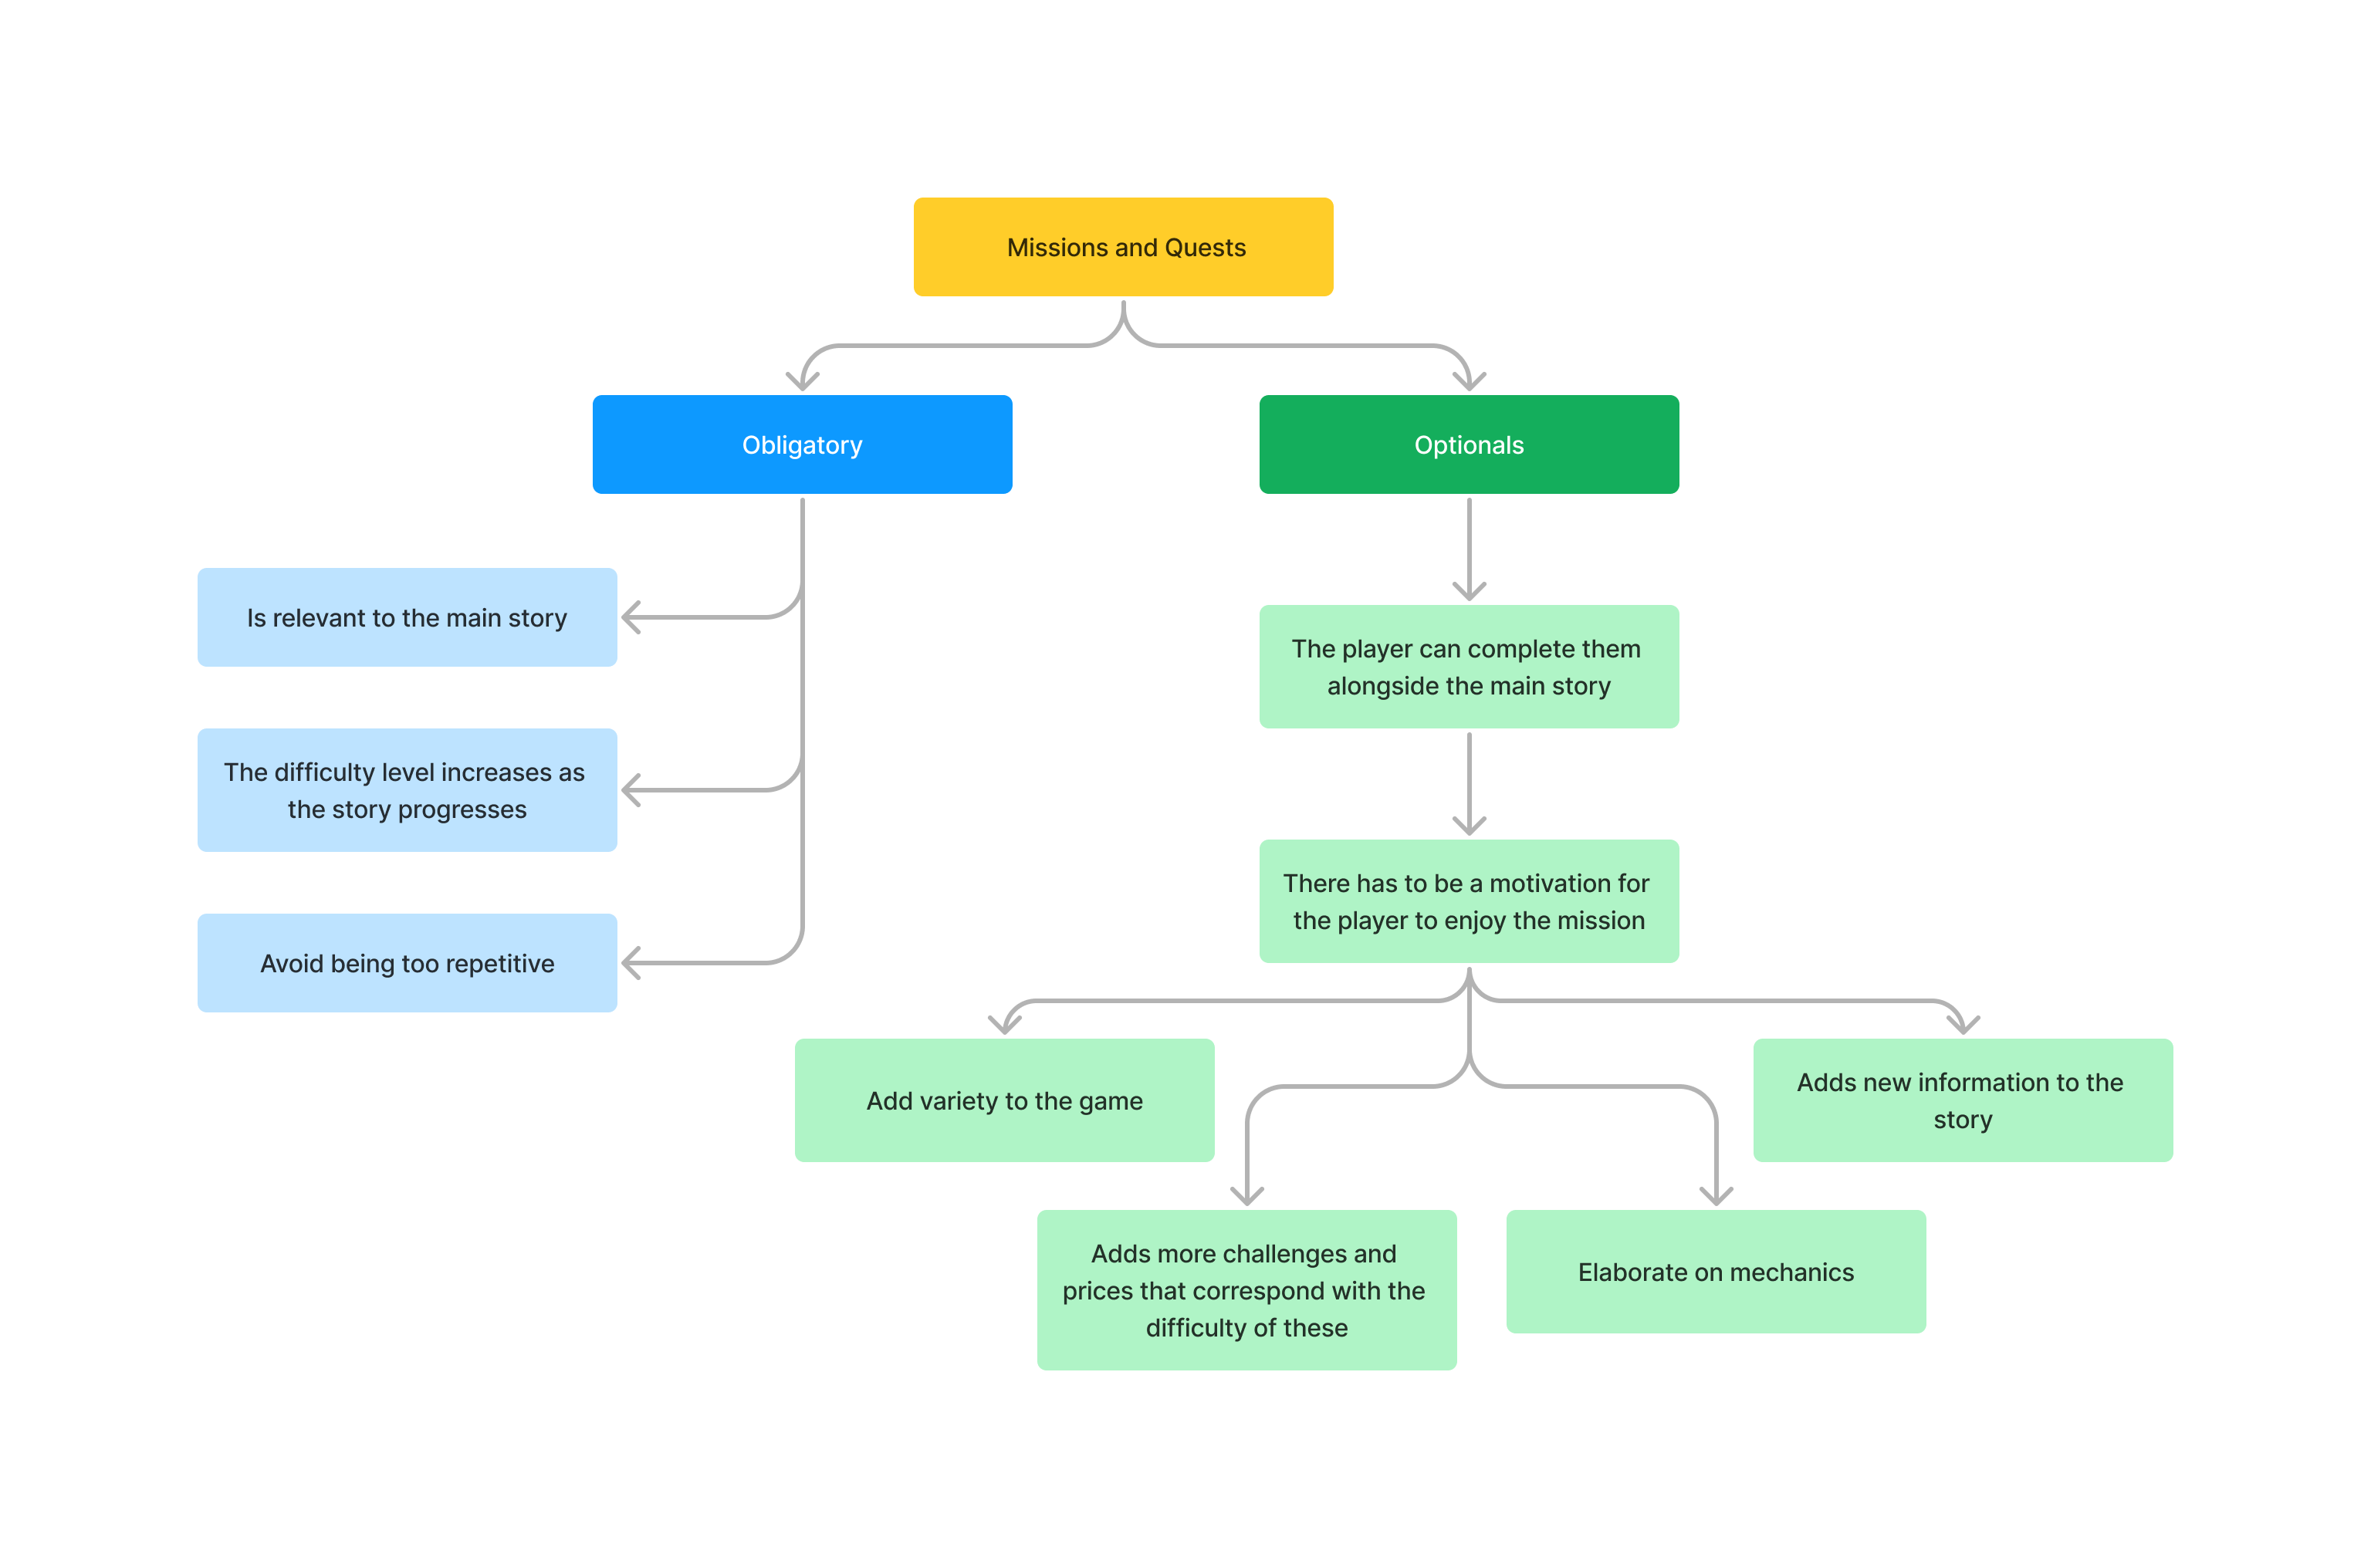 Missions and Quests
Obligatory
Optionals
Is relevant to the main story
The difficulty level increases as
the story progresses
Avoid being too repetitive
The player can complete them
alongside the main story
There has to be a motivation for
the player to enjoy the mission
Add variety to the game
Adds more challenges and
prices that correspond with the
difficulty of these
Elaborate on mechanics
Adds new information to the
story